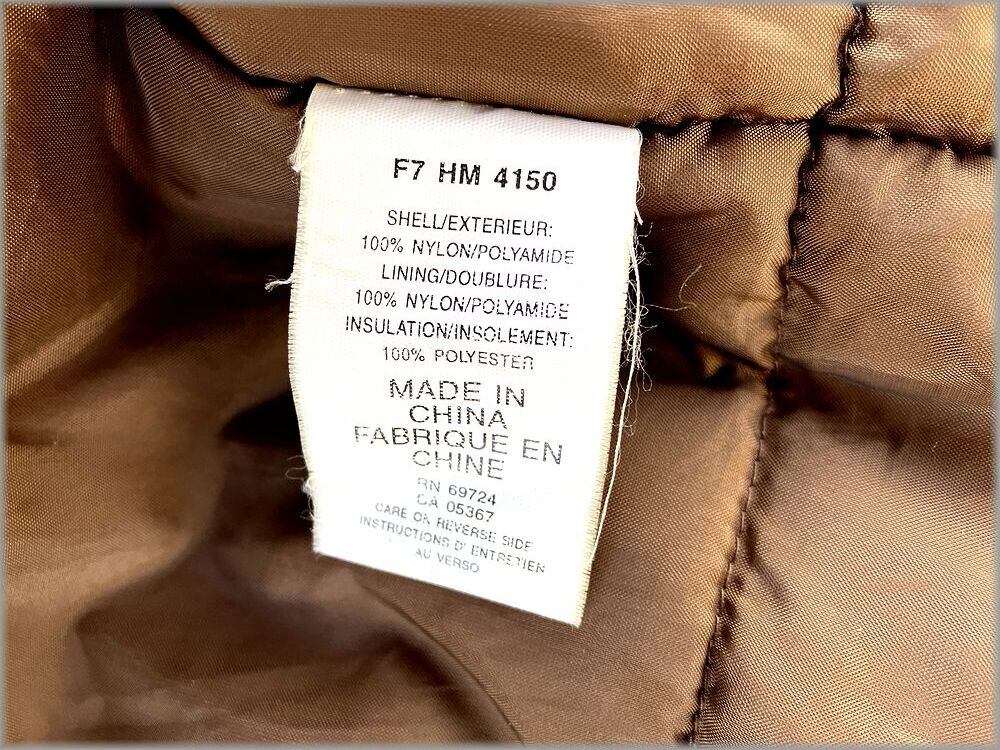 F7 HM 4150
SHELL/EXTERIEUR:
100% NYLON/POLYAMIDE
LINING/DOUBLURE:
100% NYLON/POLYAMIDE
INSULATION/INSOLEMENT:
100% POLYESTER
MADE IN
CHINA
FABRIQUE EN
CHINE
RN 69724
CA 05367
CARE ON REVERSE SIDE
INSTRUCTIONS D' ENTRETIEN
AU VERSO